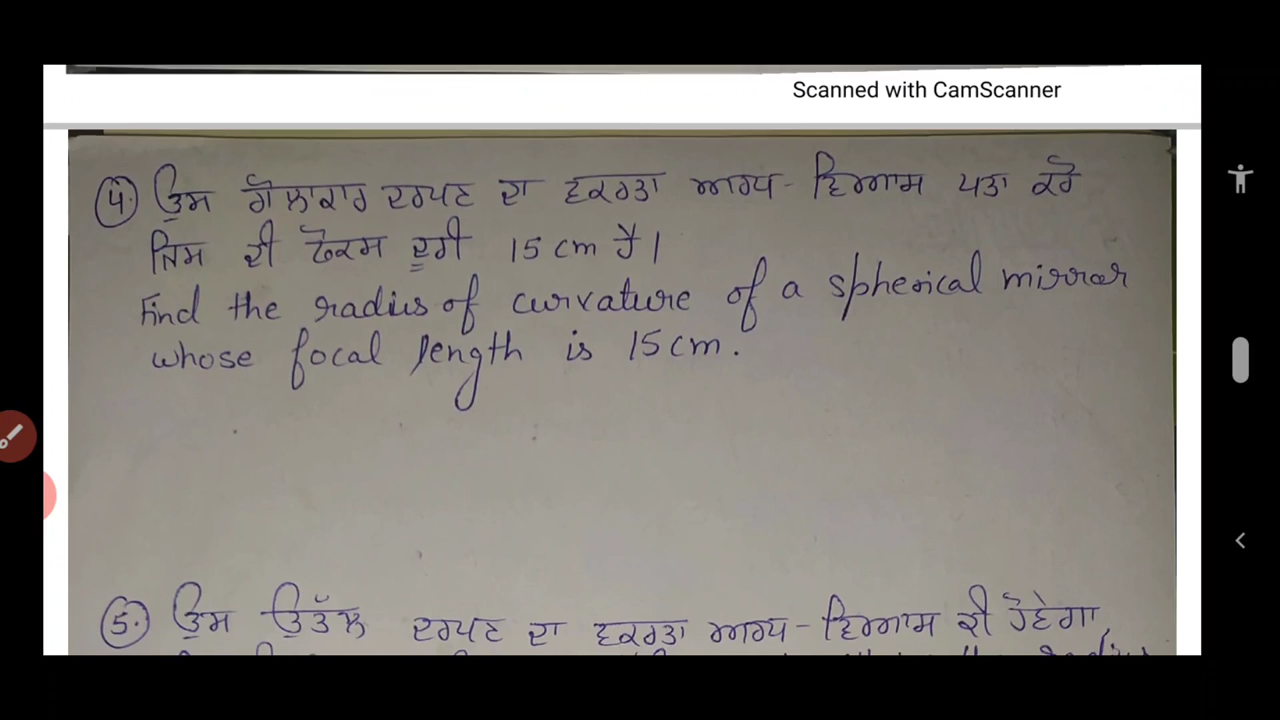 Scanned with CamScanner
4. ਉਸ ਗੋਲਾਕਾਰ ਦਰਪਣ ਦਾ ਵਕਰਤਾ ਅਰਧ-ਵਿਆਸ ਪਤਾ ਕਰੋ
ਜਿਸ ਦੀ ਫੋਕਸ ਦੂਰੀ 15 cm ਹੈ।
Find the radius of curvature of a spherical mirror
whose focal length is 15 cm.
5. ਉਸ ਉੱਤਲ ਦਰਪਣ ਦਾ ਵਕਰਤਾ ਅਰਧ-ਵਿਆਸ ਕੀ ਹੋਵੇਗਾ,